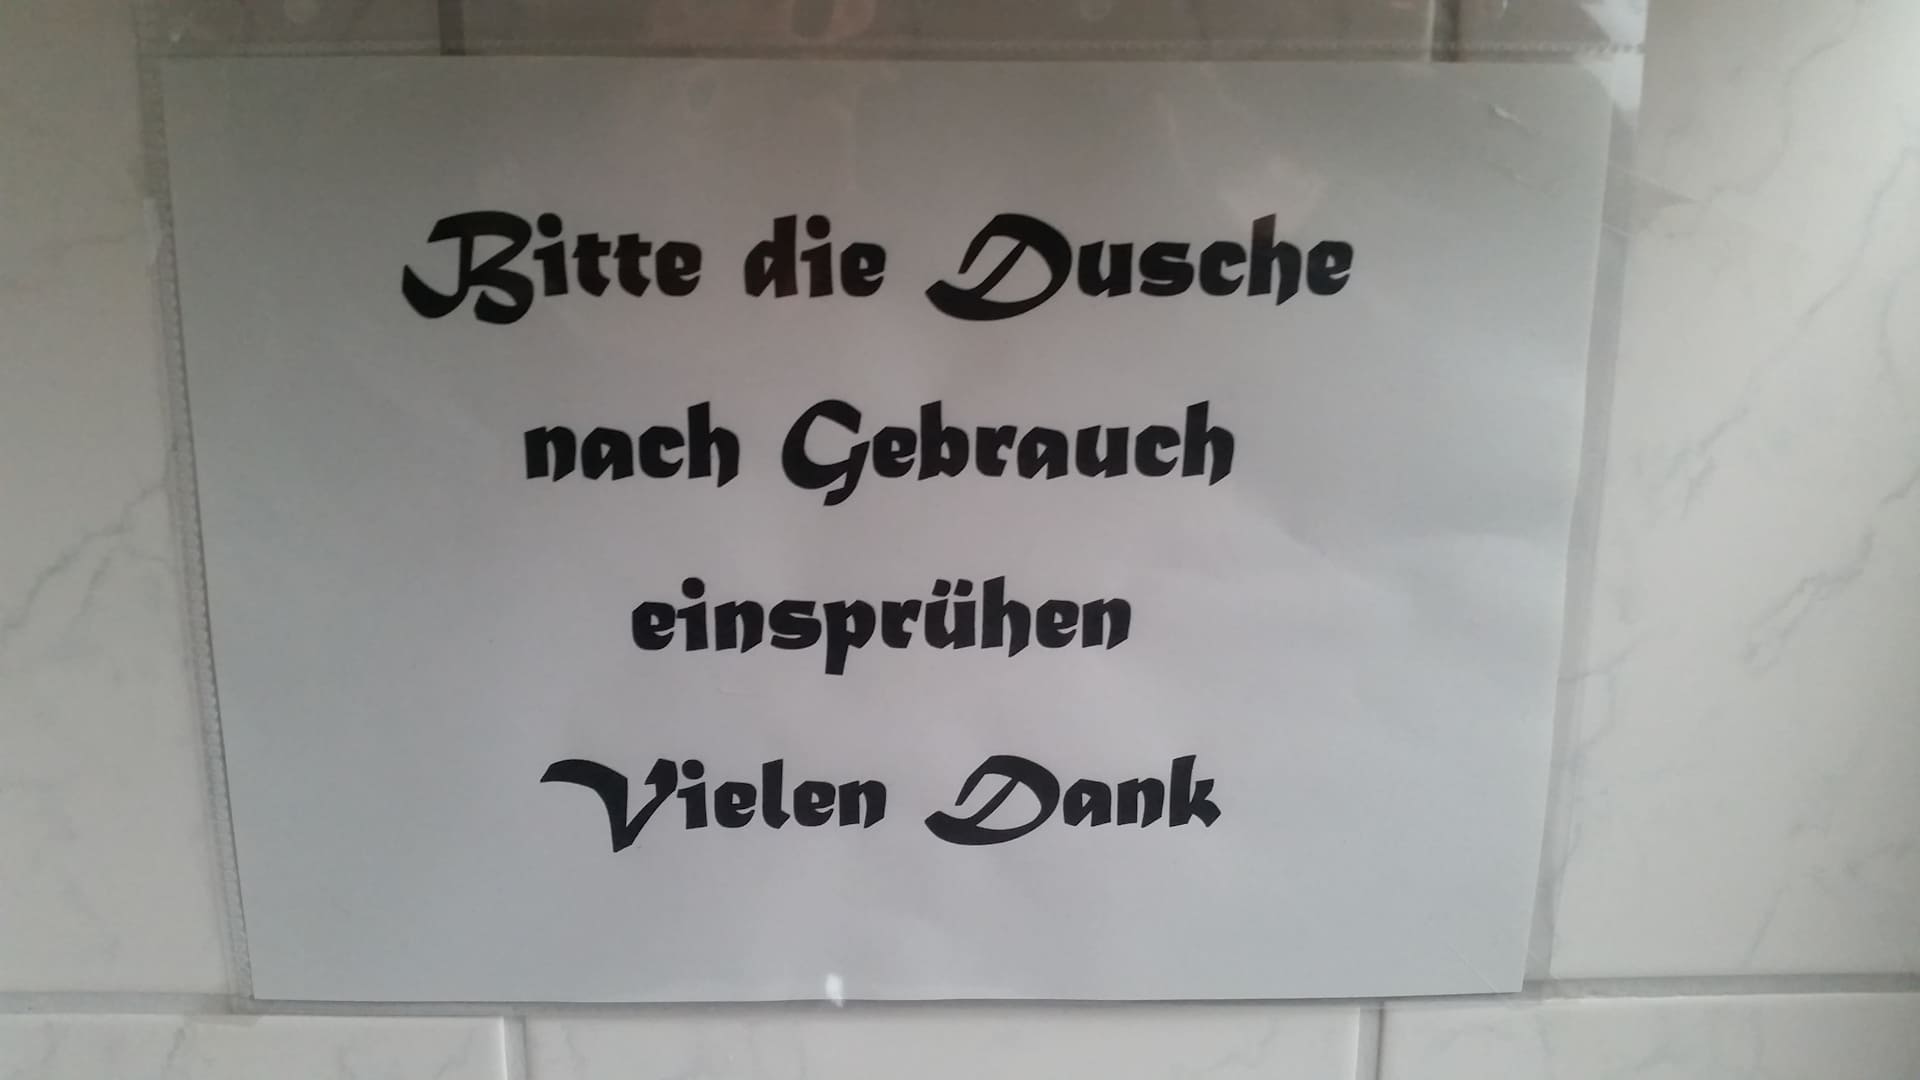 Bitte die Dusche
nach Gebrauch
einsprühen
Vielen Dank